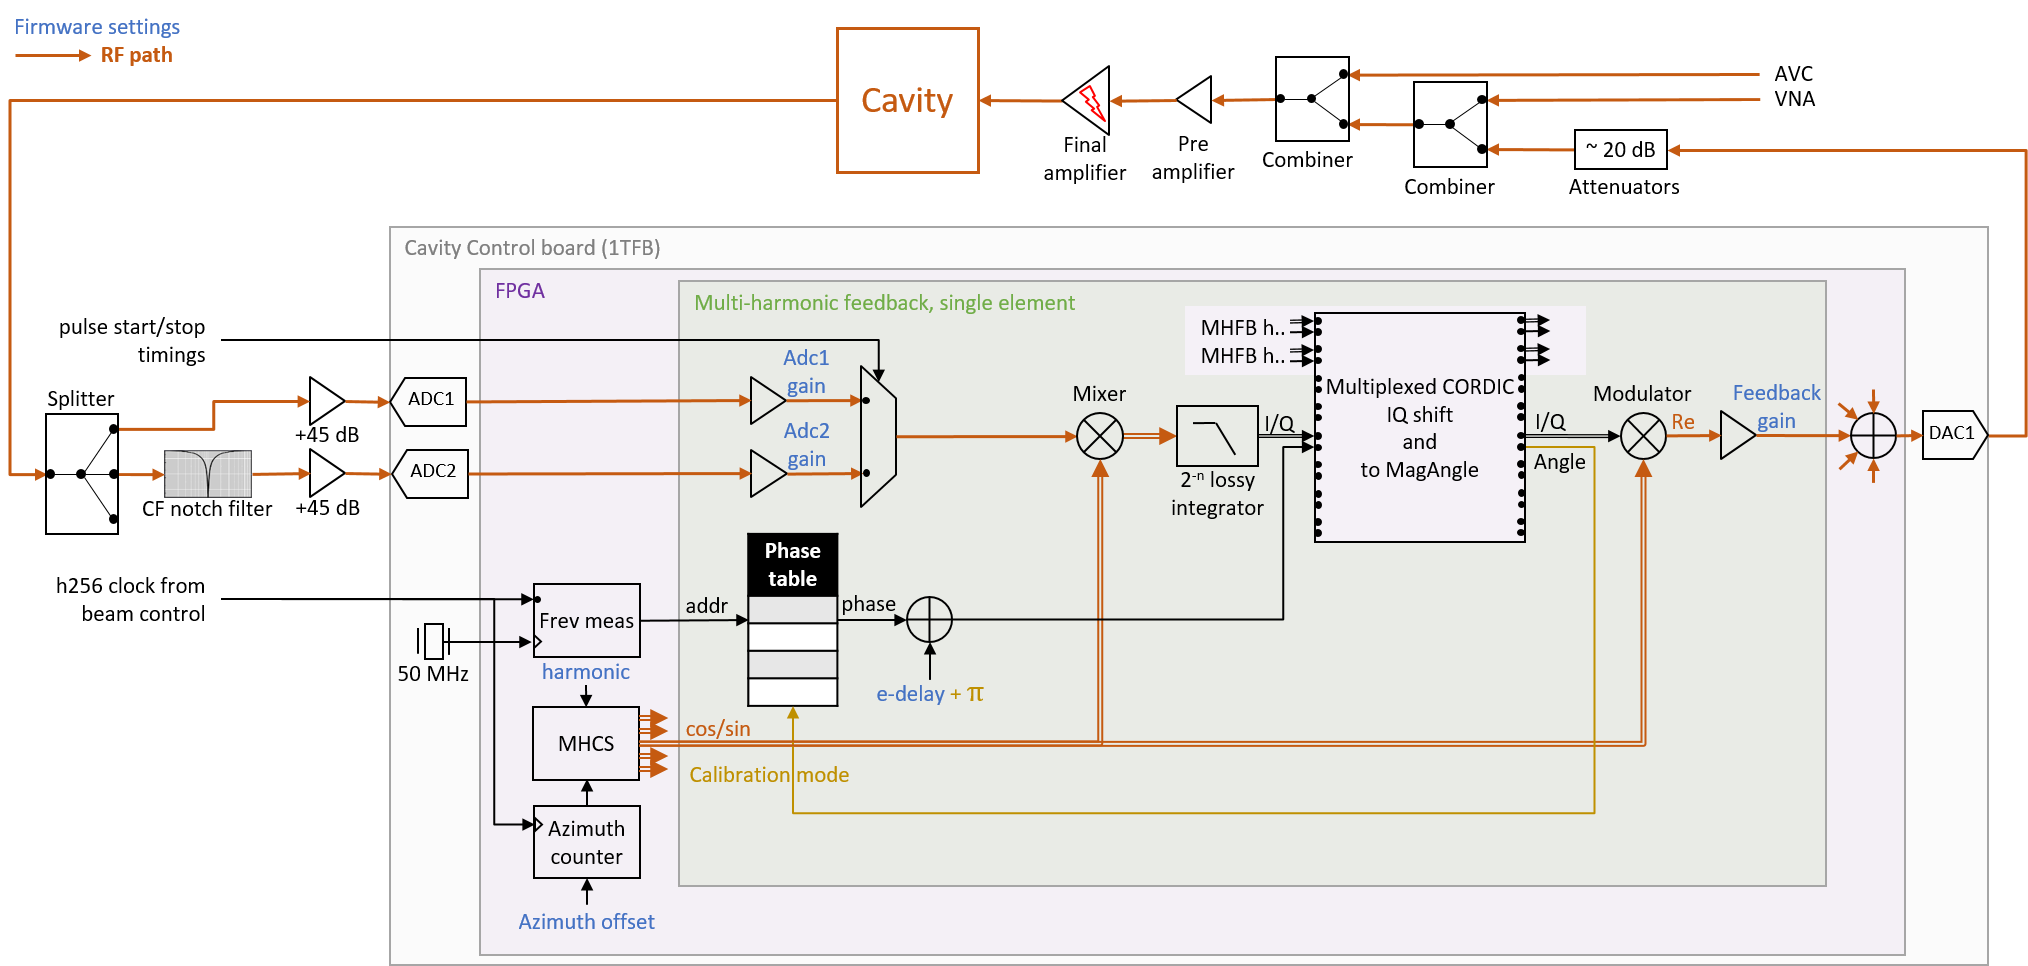 Firmware settings
RF path
Cavity
Final
amplifier
Pre
amplifier
Combiner
Combiner
AVC
VNA
~ 20 dB
Attenuators
Cavity Control board (1TFB)
FPGA
Multi-harmonic feedback, single element
pulse start/stop
timings
Splitter
CF notch filter
+45 dB
+45 dB
ADC1
ADC2
Adc1
gain
Adc2
gain
Mixer
2-n lossy
integrator
I/Q
MHFB h..
MHFB h..
Multiplexed CORDIC
IQ shift
and
to MagAngle
I/Q
Angle
Modulator
Re
Feedback
gain
DAC1
h256 clock from
beam control
50 MHz
Frev meas
harmonic
MHCS
Azimuth
counter
Azimuth offset
addr
Phase
table
phase
e-delay + π
cos/sin
Calibration mode